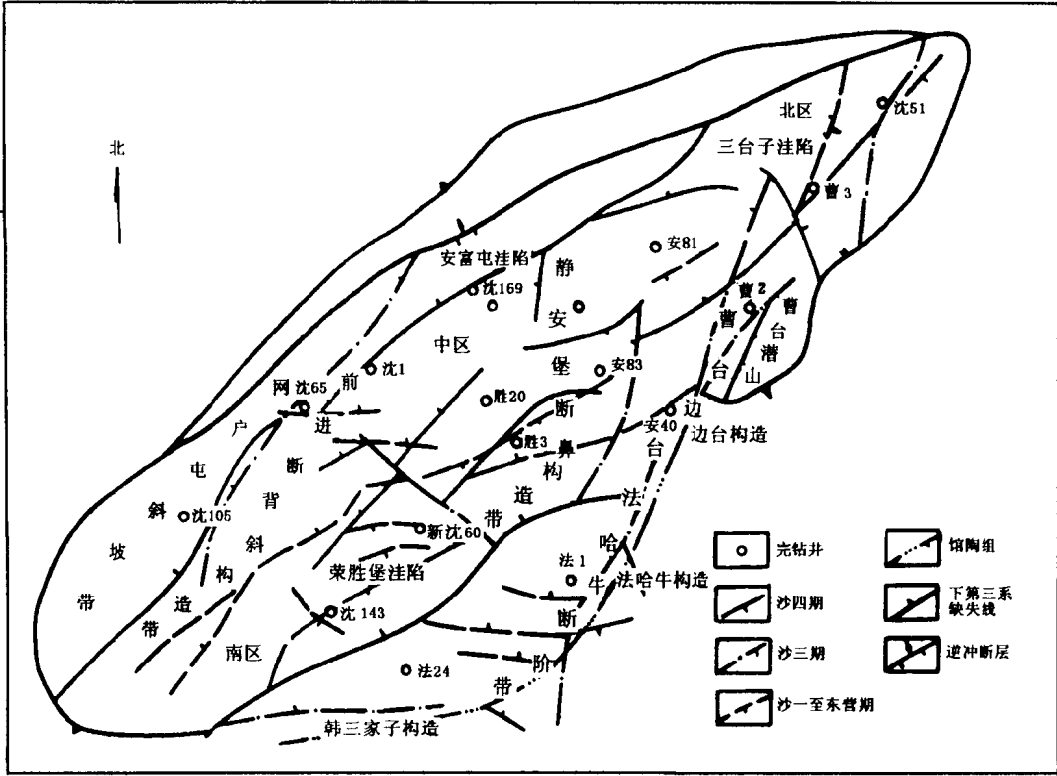 北
北区
三台子洼陷
沈51
曹3
安81
安富屯洼陷
沈169
静安堡断鼻构造带
中区
曹2
曹台潜山
曹台
沈1
安83
网沈65
前进断背斜构造带
胜20
胜3
安40
边台
边台构造
户屯斜坡带
沈105
新沈60
荣胜堡洼陷
沈143
南区
法1
法哈牛断阶带
法哈牛构造
法24
韩三家子构造
完钻井
沙四期
沙三期
沙一至东营期
馆陶组
下第三系
缺失线
逆冲断层